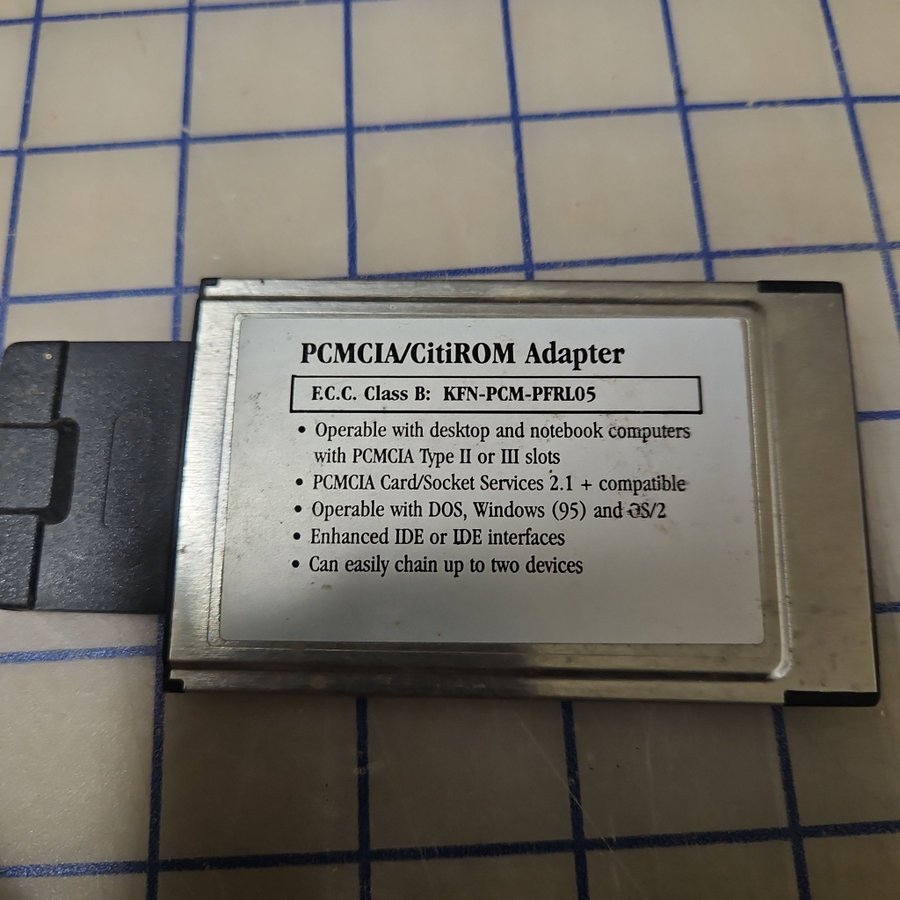 PCMCIA/CitiROM Adapter
F.C.C. Class B: KFN-PCM-PFRL05
• Operable with desktop and notebook computers
with PCMCIA Type II or III slots
• PCMCIA Card/Socket Services 2.1 + compatible
• Operable with DOS, Windows (95) and OS/2
• Enhanced IDE or IDE interfaces
• Can easily chain up to two devices